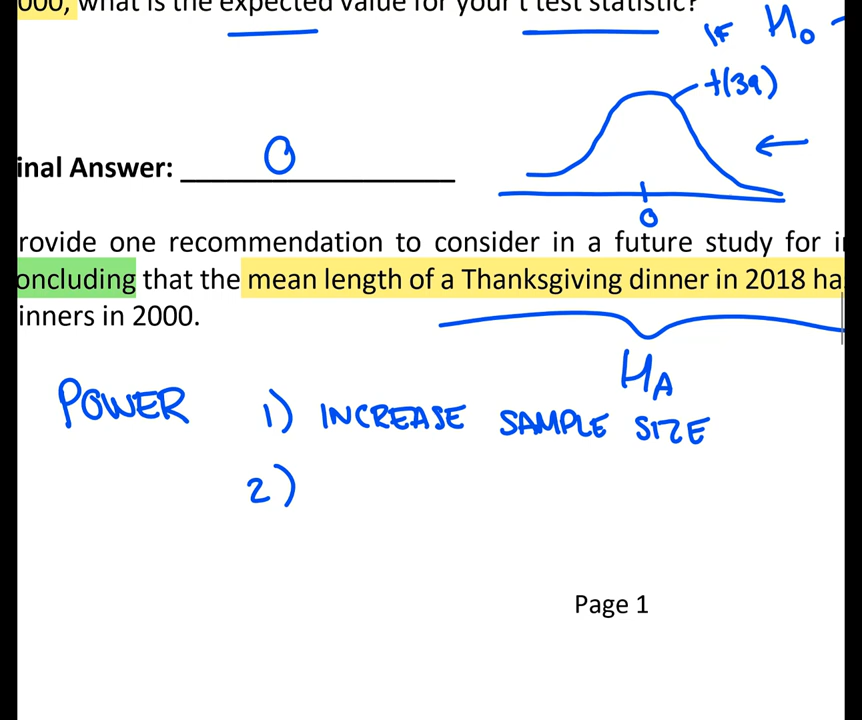 000, what is the expected value for your t test statistic?
IF H0
t(39)
inal Answer: ____________________ 0
0
rovide one recommendation to consider in a future study for i
oncluding that the mean length of a Thanksgiving dinner in 2018 ha
inners in 2000.
HA
POWER 1) INCREASE SAMPLE SIZE
2)
Page 1